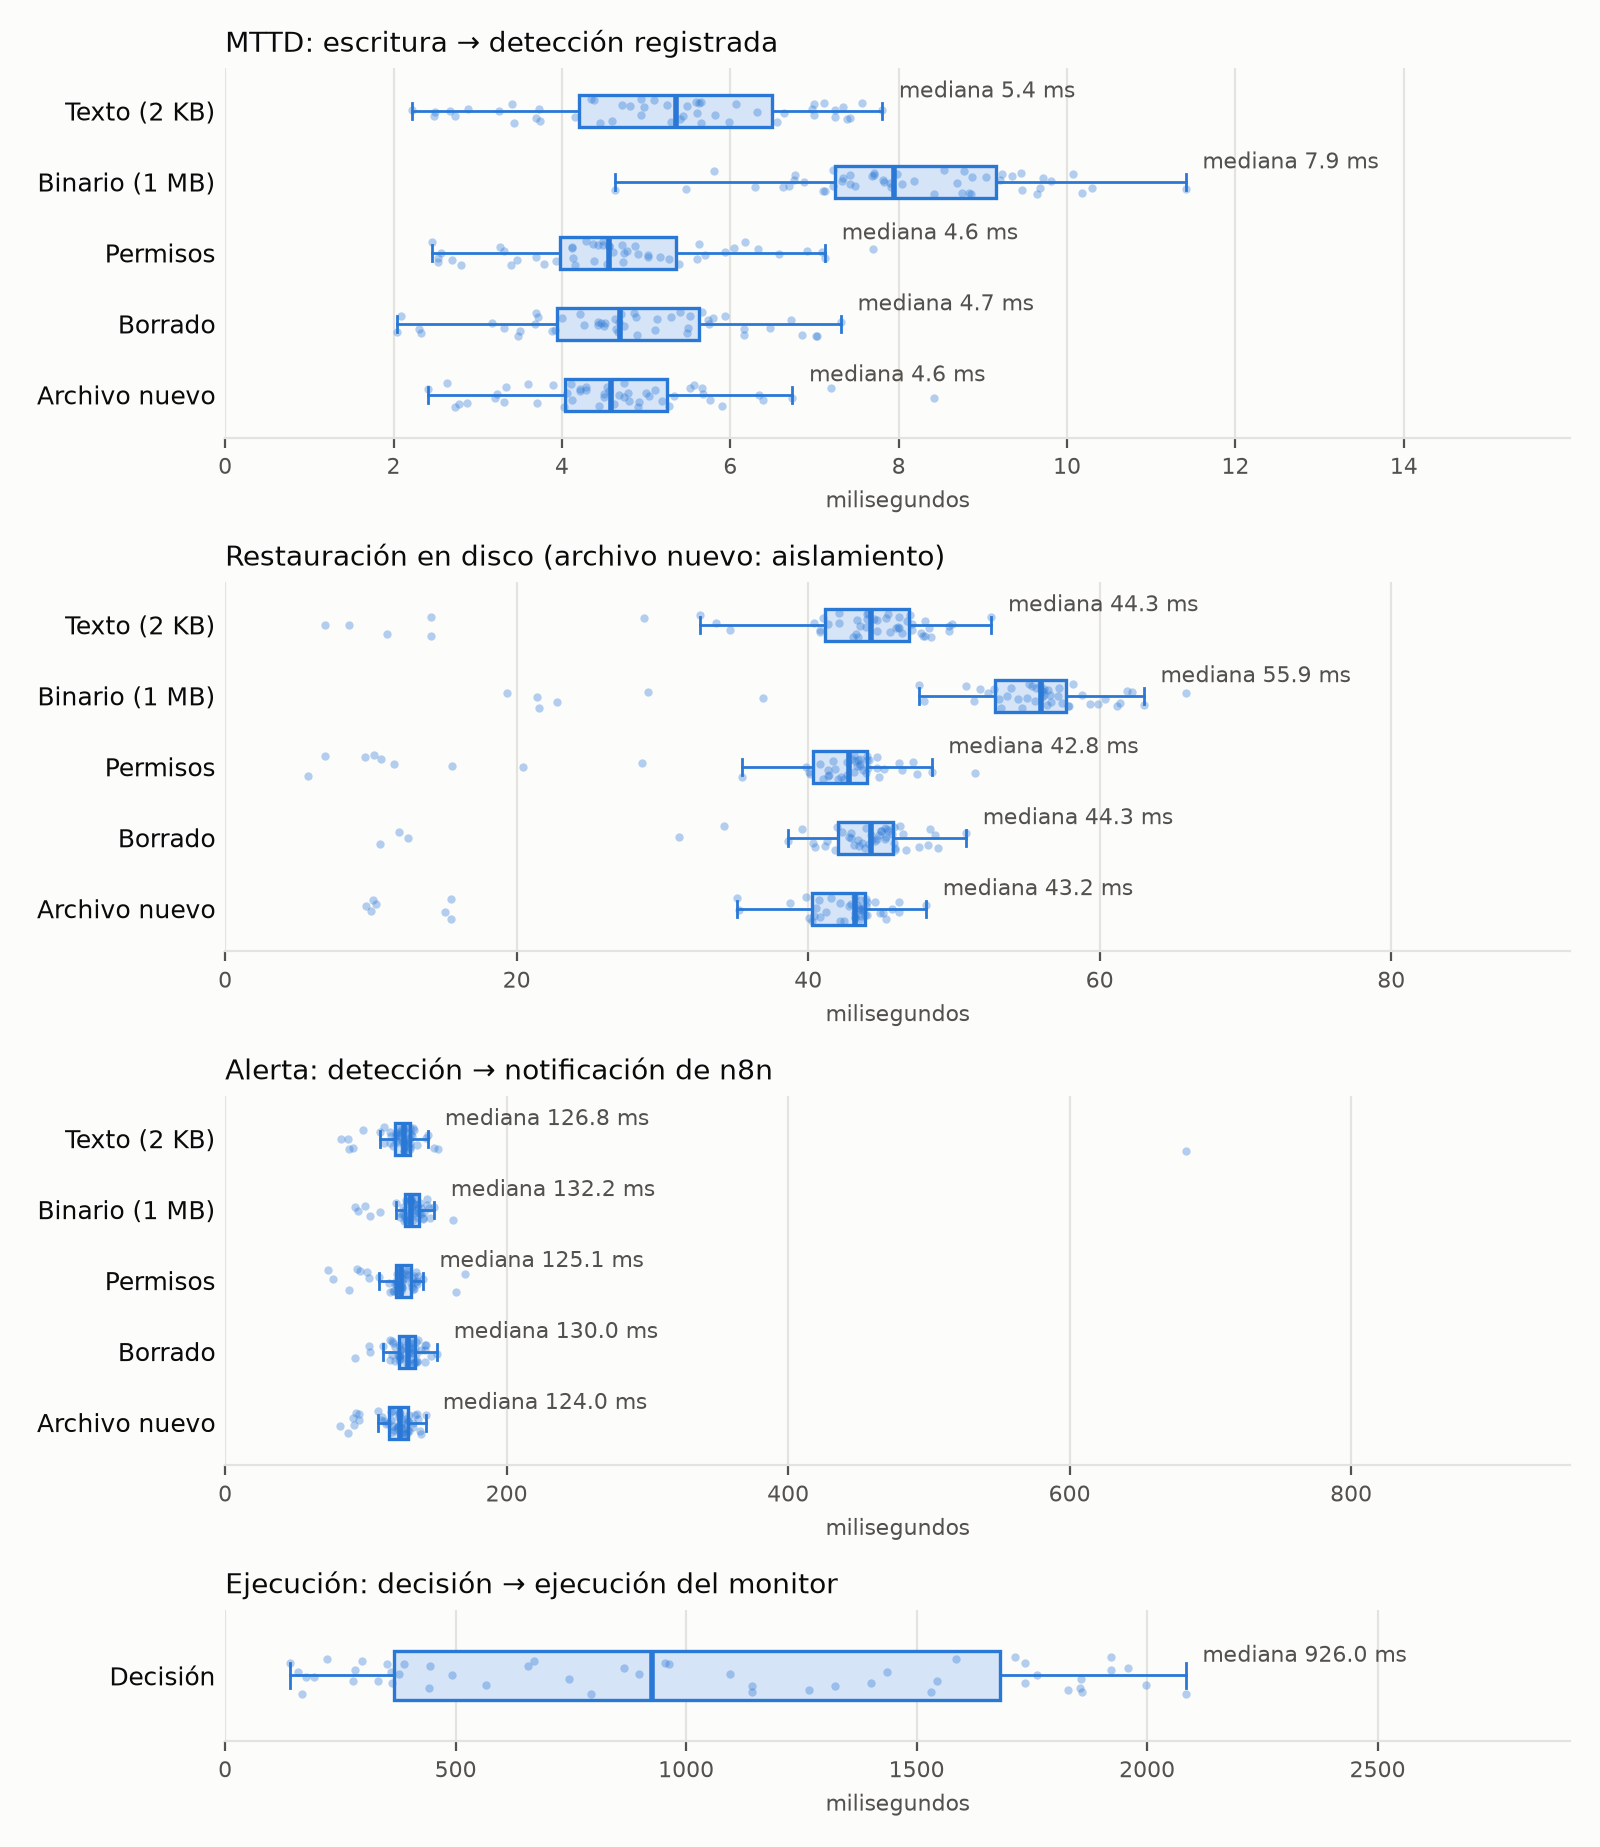 MTTD: escritura → detección registrada
Texto (2 KB)
mediana 5.4 ms
Binario (1 MB)
mediana 7.9 ms
Permisos
mediana 4.6 ms
Borrado
mediana 4.7 ms
Archivo nuevo
mediana 4.6 ms
0 2 4 6 8 10 12 14
milisegundos
Restauración en disco (archivo nuevo: aislamiento)
Texto (2 KB)
mediana 44.3 ms
Binario (1 MB)
mediana 55.9 ms
Permisos
mediana 42.8 ms
Borrado
mediana 44.3 ms
Archivo nuevo
mediana 43.2 ms
0 20 40 60 80
milisegundos
Alerta: detección → notificación de n8n
Texto (2 KB)
mediana 126.8 ms
Binario (1 MB)
mediana 132.2 ms
Permisos
mediana 125.1 ms
Borrado
mediana 130.0 ms
Archivo nuevo
mediana 124.0 ms
0 200 400 600 800
milisegundos
Ejecución: decisión → ejecución del monitor
Decisión
mediana 926.0 ms
0 500 1000 1500 2000 2500
milisegundos